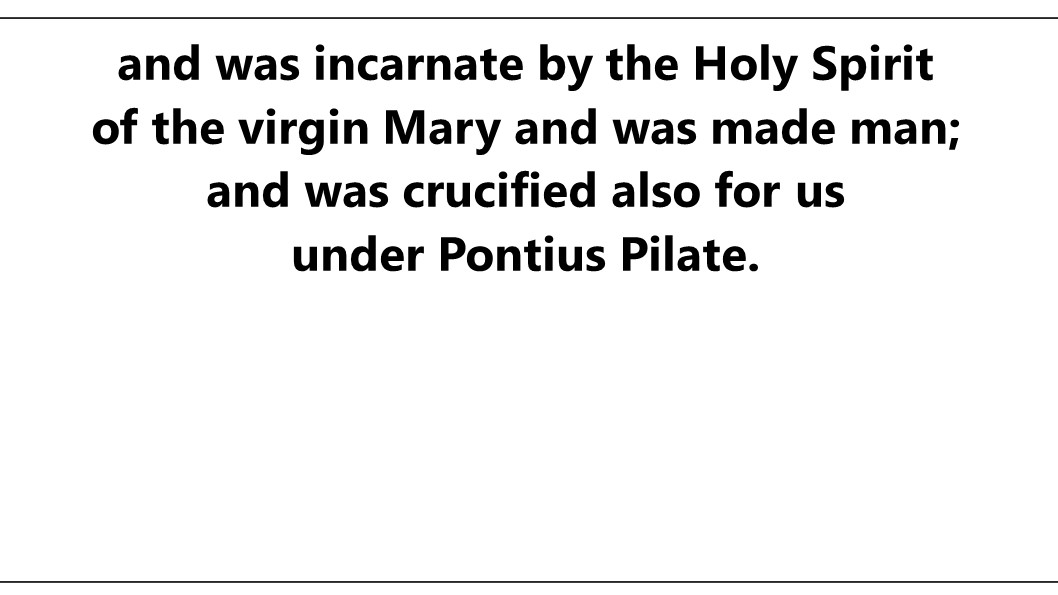 and was incarnate by the Holy Spirit
of the virgin Mary and was made man;
and was crucified also for us
under Pontius Pilate.